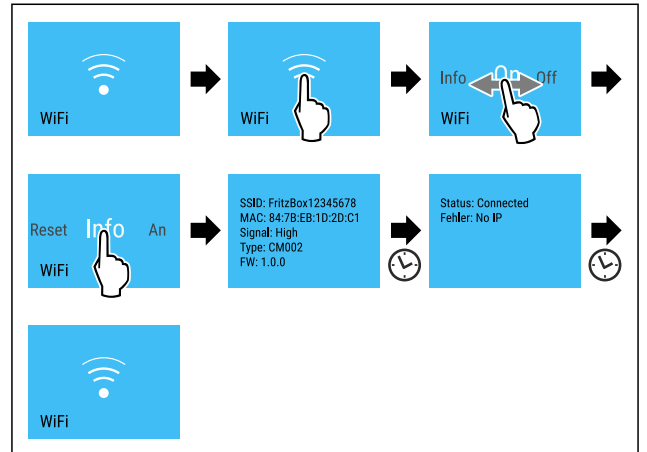 WiFi
WiFi
Info On Off
WiFi
Reset Info An
WiFi
SSID: FritzBox12345678
MAC: 84:7B:EB:1D:2D:C1
Signal: High
Type: CM002
FW: 1.0.0
Status: Connected
Fehler: No IP
WiFi